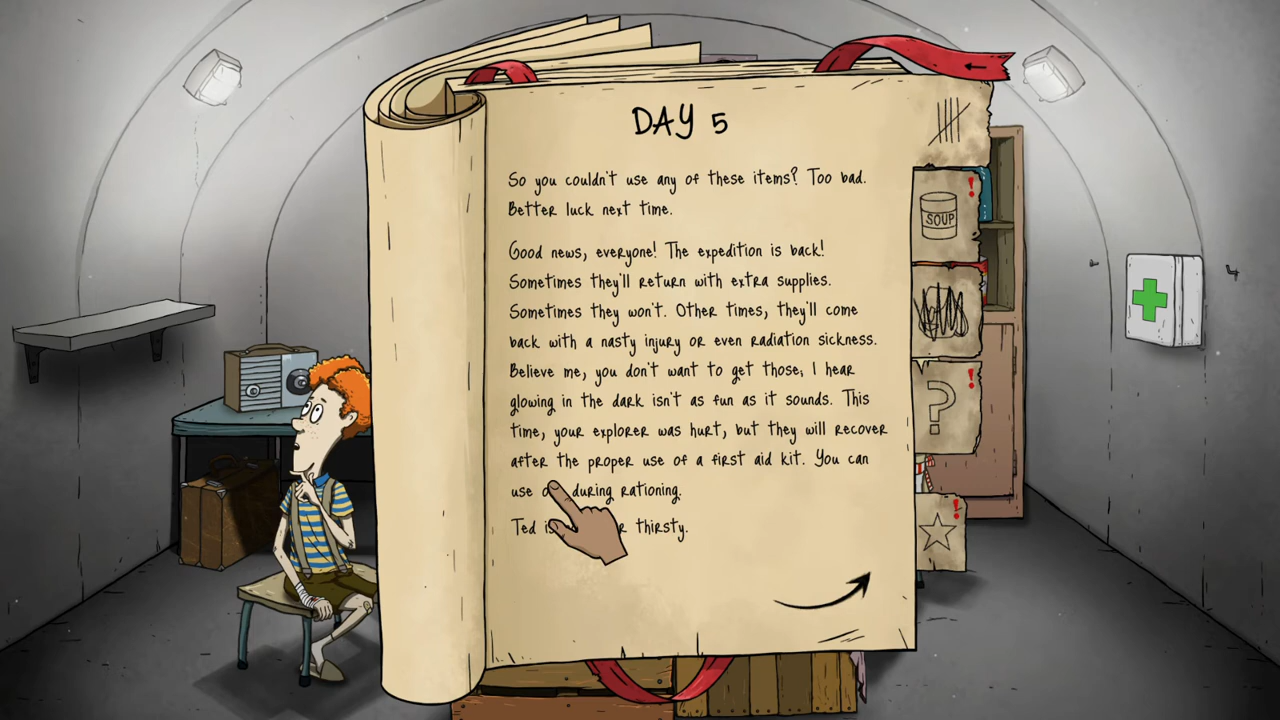 DAY 5
So you couldn't use any of these items? Too bad.
Better luck next time.
Good news, everyone! The expedition is back!
Sometimes they'll return with extra supplies.
Sometimes they won't. Other times, they'll come
back with a nasty injury or even radiation sickness.
Believe me, you don't want to get those; I hear
glowing in the dark isn't as fun as it sounds. This
time, your explorer was hurt, but they will recover
after the proper use of a first aid kit. You can
use during rationing.
Ted thirsty.
SOUP
!
?
!
!